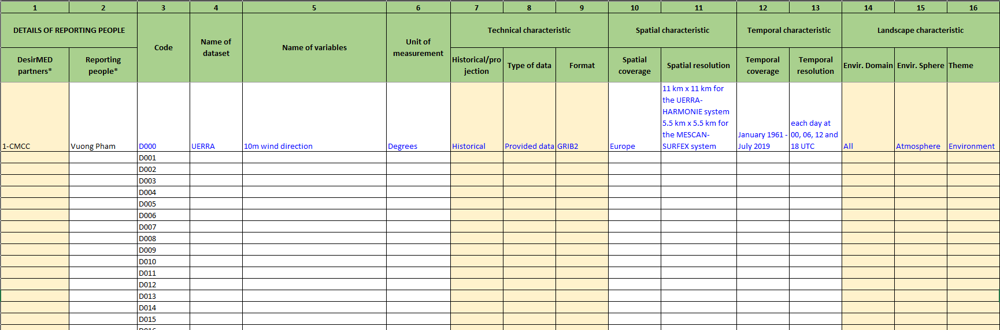 1 2 3 4 5 6 7 8 9 10 11 12 13 14 15 16
DETAILS OF REPORTING PEOPLE
Code
Name of
dataset
Name of variables
Unit of
measurement
Technical characteristic
Spatial characteristic
Temporal characteristic
Landscape characteristic
DesirMED
partners*
Reporting
people*
Historical/pro
jection
Type of data
Format
Spatial
coverage
Spatial resolution
Temporal
coverage
Temporal
resolution
Envir. Domain
Envir. Sphere
Theme
1-CMCC
Vuong Pham
D000
UERRA
10m wind direction
Degrees
Historical
Provided data
GRIB2
Europe
11 km x 11 km for
the UERRA-
HARMONIE system
5.5 km x 5.5 km for
the MESCAN-
SURFEX system
January 1961 -
July 2019
each day at
00, 06, 12 and
18 UTC
All
Atmosphere
Environment
D001
D002
D003
D004
D005
D006
D007
D008
D009
D010
D011
D012
D013
D014
D015